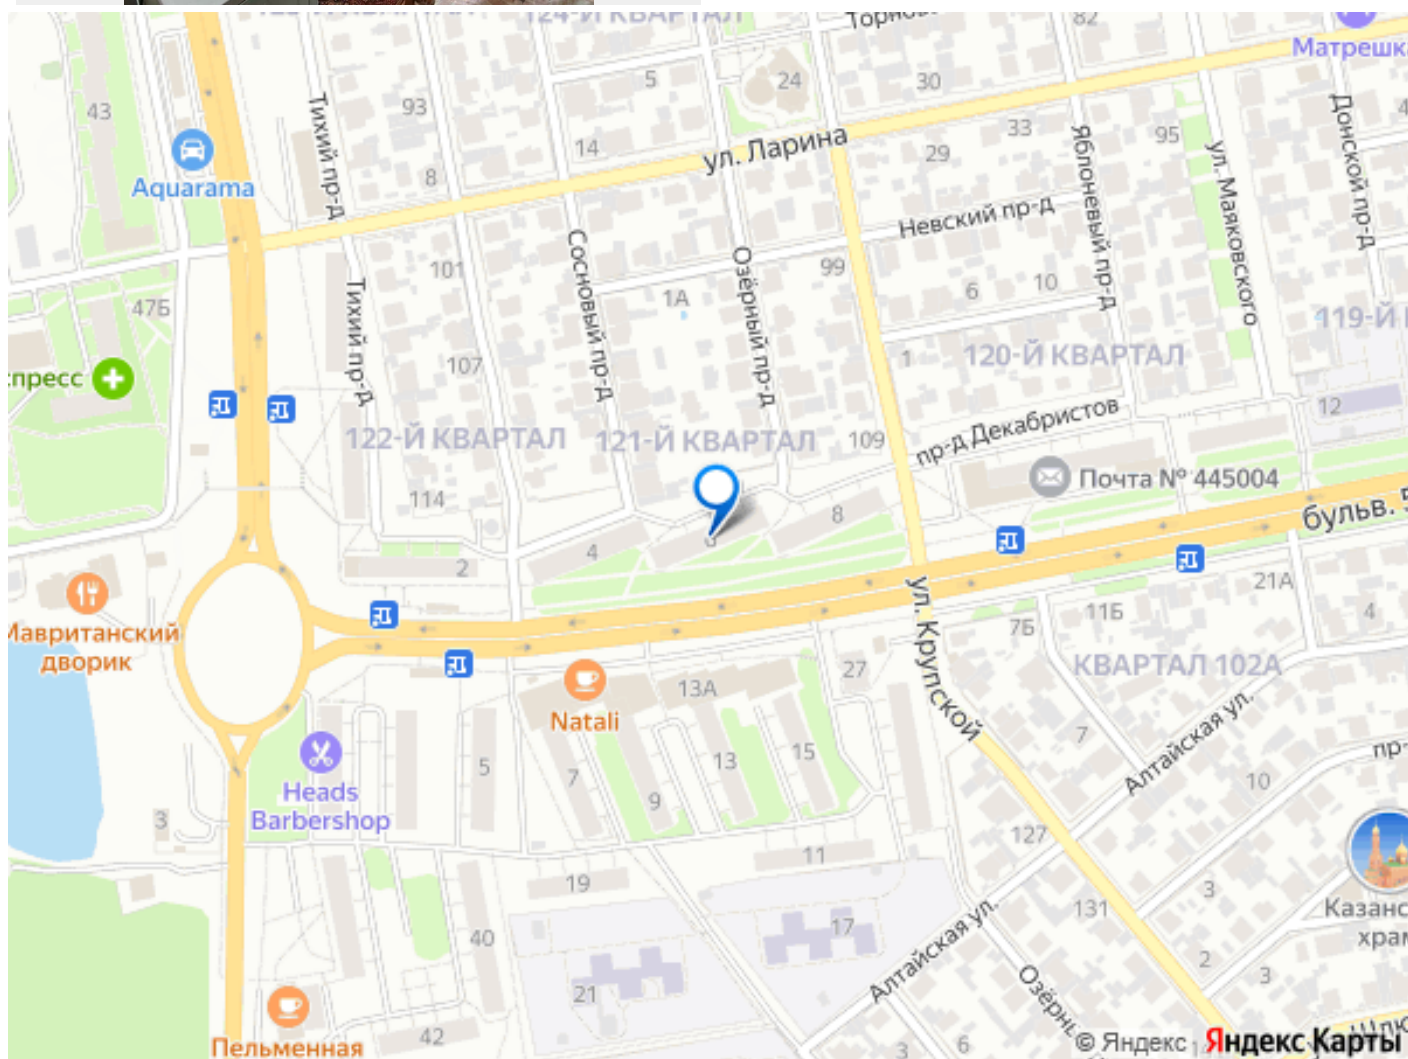 124-Й КВАРТАЛ
82
Матрешк
43
93
5
24
30
Тихий пр-д
14
ул. Ларина
33
29
95
Яблоневый пр-д
ул. Маяковского
Донской пр-д
Aquarama
8
Невский пр-д
Сосновый пр-д
Озёрный пр-д
101
99
6
10
47Б
1А
Тихий пр-д
107
1
119-Й
120-Й КВАРТАЛ
спресс
12
122-Й КВАРТАЛ
121-Й КВАРТАЛ
109
пр-д Декабристов
Почта № 445004
114
8
бульв. 5
4
2
21А
ул. Крупской
7Б
11Б
4
Мавританский
дворик
27
КВАРТАЛ 102А
13А
Natali
7
Алтайская ул.
пр-
5
7
13
15
10
Heads
Barbershop
9
3
127
11
19
3
131
Казанс
храм
17
Алтайская ул.
40
2
3
21
Озёрны
42
Пельменная
3
6
© Яндекс
Яндекс Карты